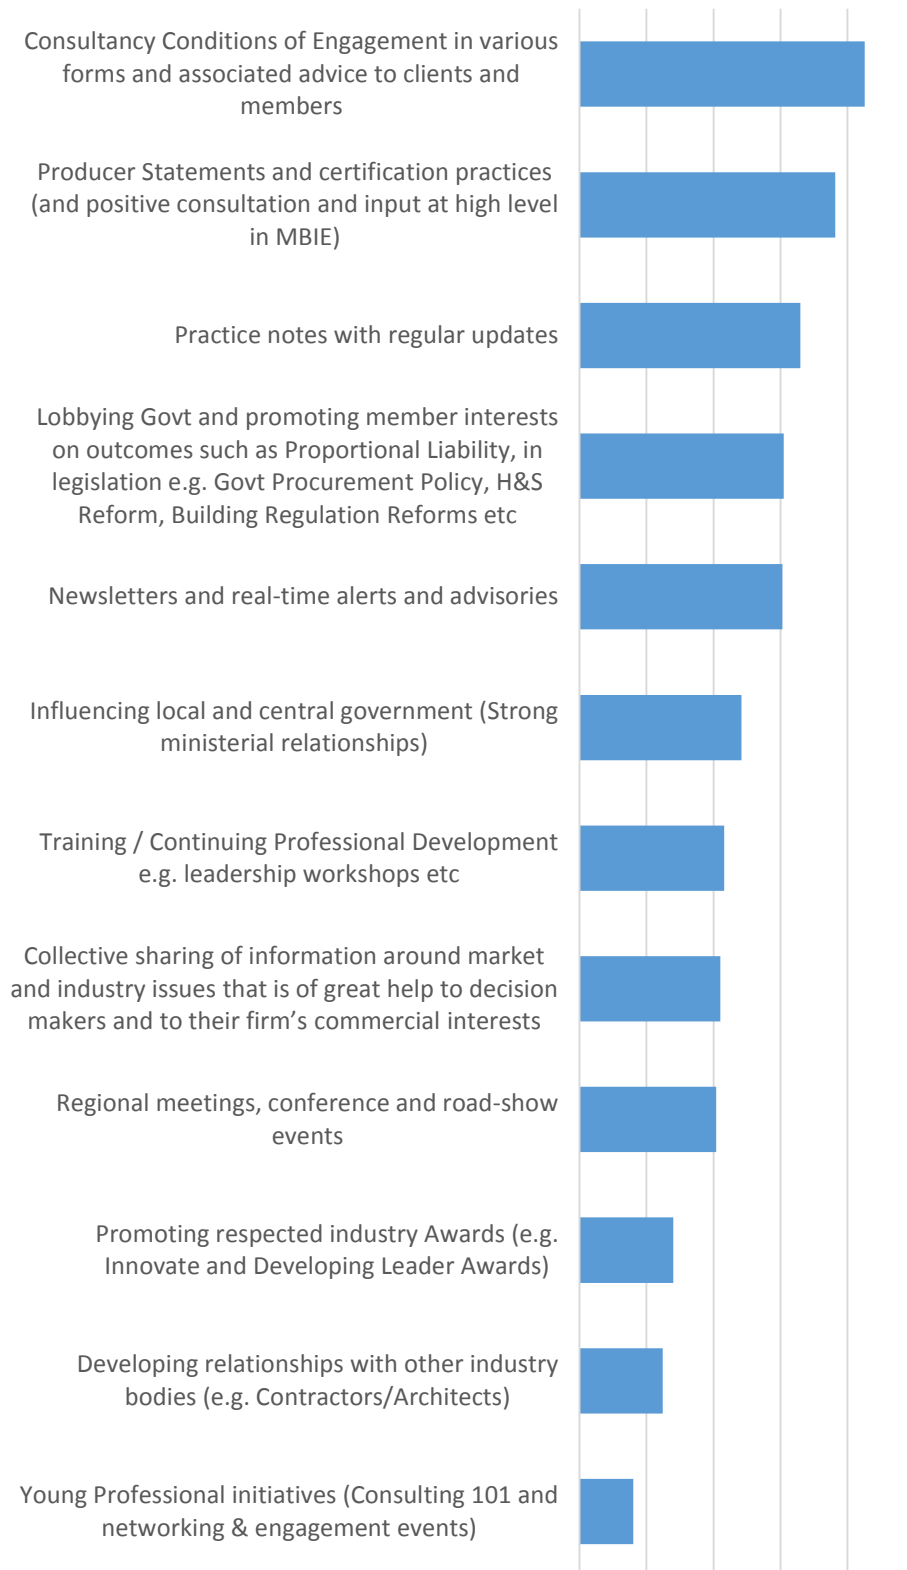 Consultancy Conditions of Engagement in various
forms and associated advice to clients and
members
Producer Statements and certification practices
(and positive consultation and input at high level
in MBIE)
Practice notes with regular updates
Lobbying Govt and promoting member interests
on outcomes such as Proportional Liability, in
legislation e.g. Govt Procurement Policy, H&S
Reform, Building Regulation Reforms etc
Newsletters and real-time alerts and advisories
Influencing local and central government (Strong
ministerial relationships)
Training / Continuing Professional Development
e.g. leadership workshops etc
Collective sharing of information around market
and industry issues that is of great help to decision
makers and to their firm’s commercial interests
Regional meetings, conference and road-show
events
Promoting respected industry Awards (e.g.
Innovate and Developing Leader Awards)
Developing relationships with other industry
bodies (e.g. Contractors/Architects)
Young Professional initiatives (Consulting 101 and
networking & engagement events)